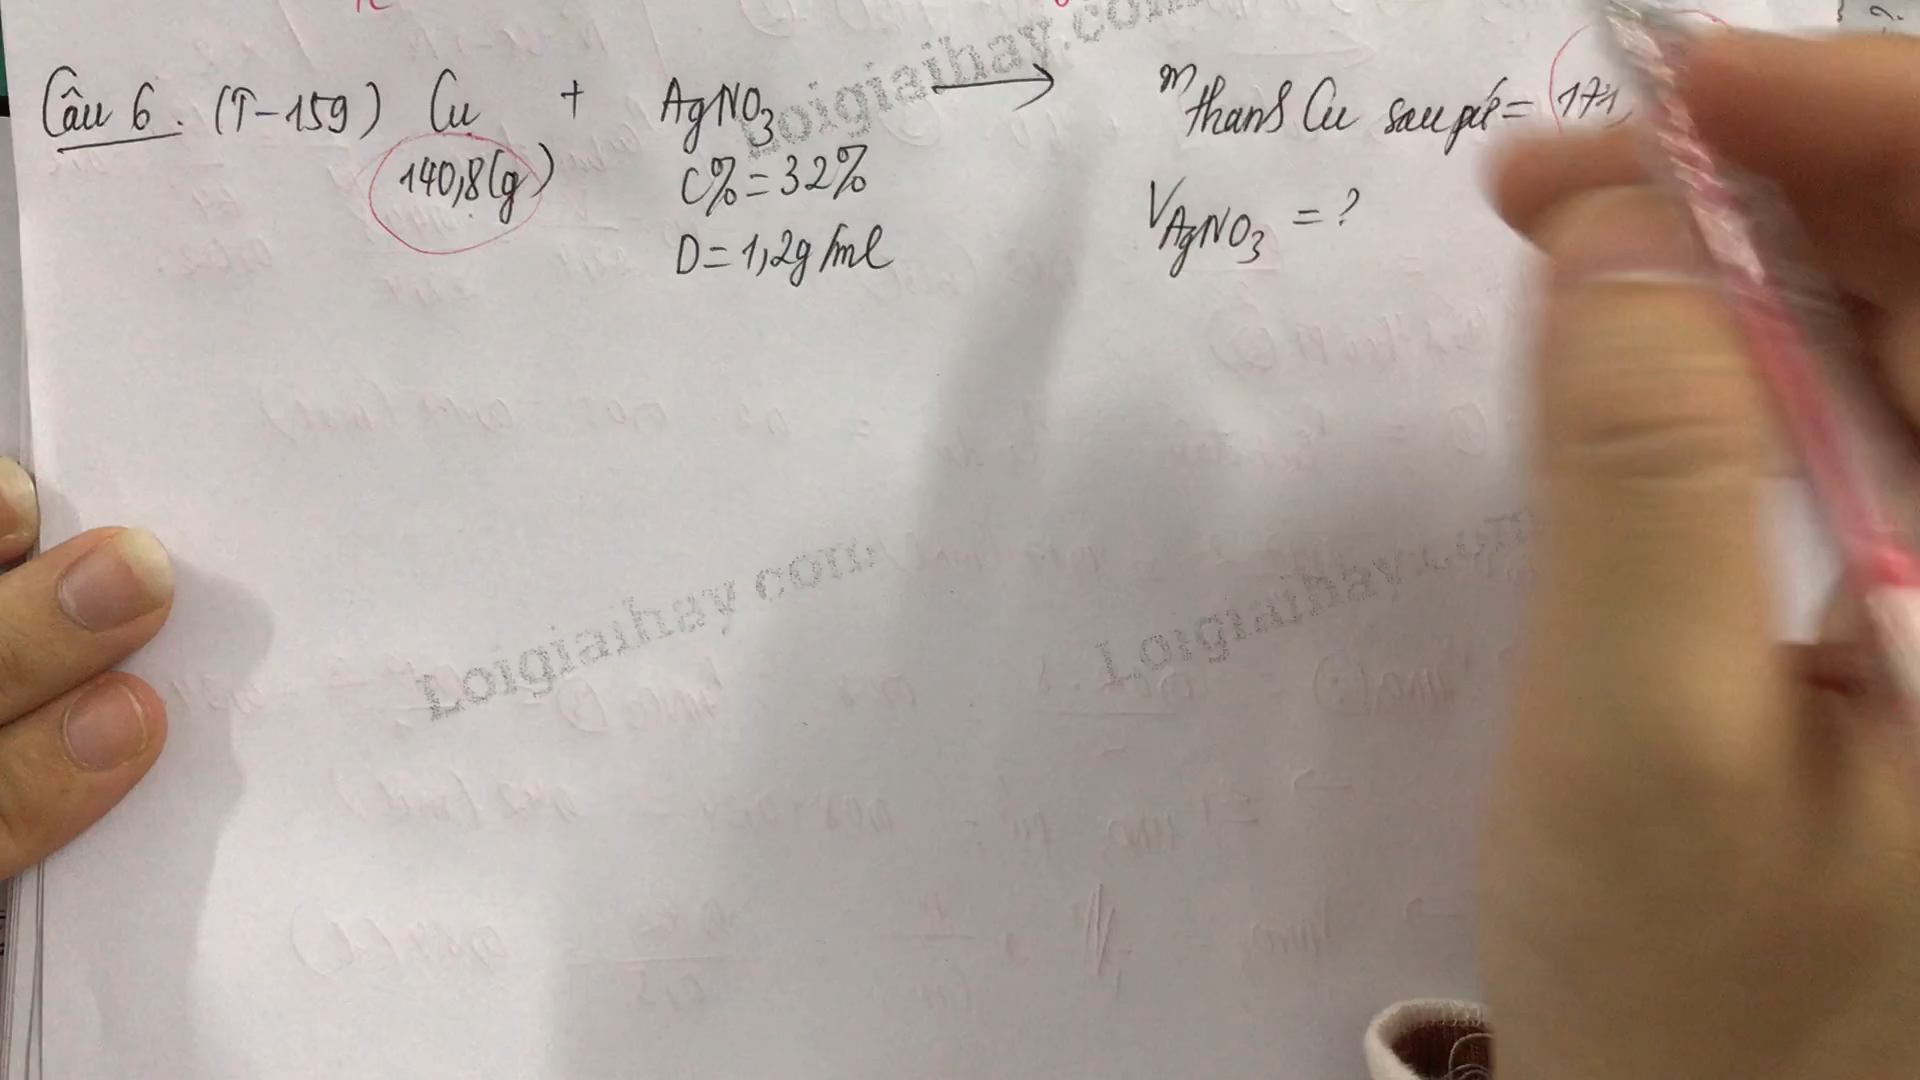 Câu 6. (T-159) Cu + AgNO3 → m thanh Cu sau pứ = 171,
140,8(g) C% = 32% V AgNO3 = ?
D = 1,2g/ml
Loigiaihay.com
Loigiaihay.com
Loigiaihay.com